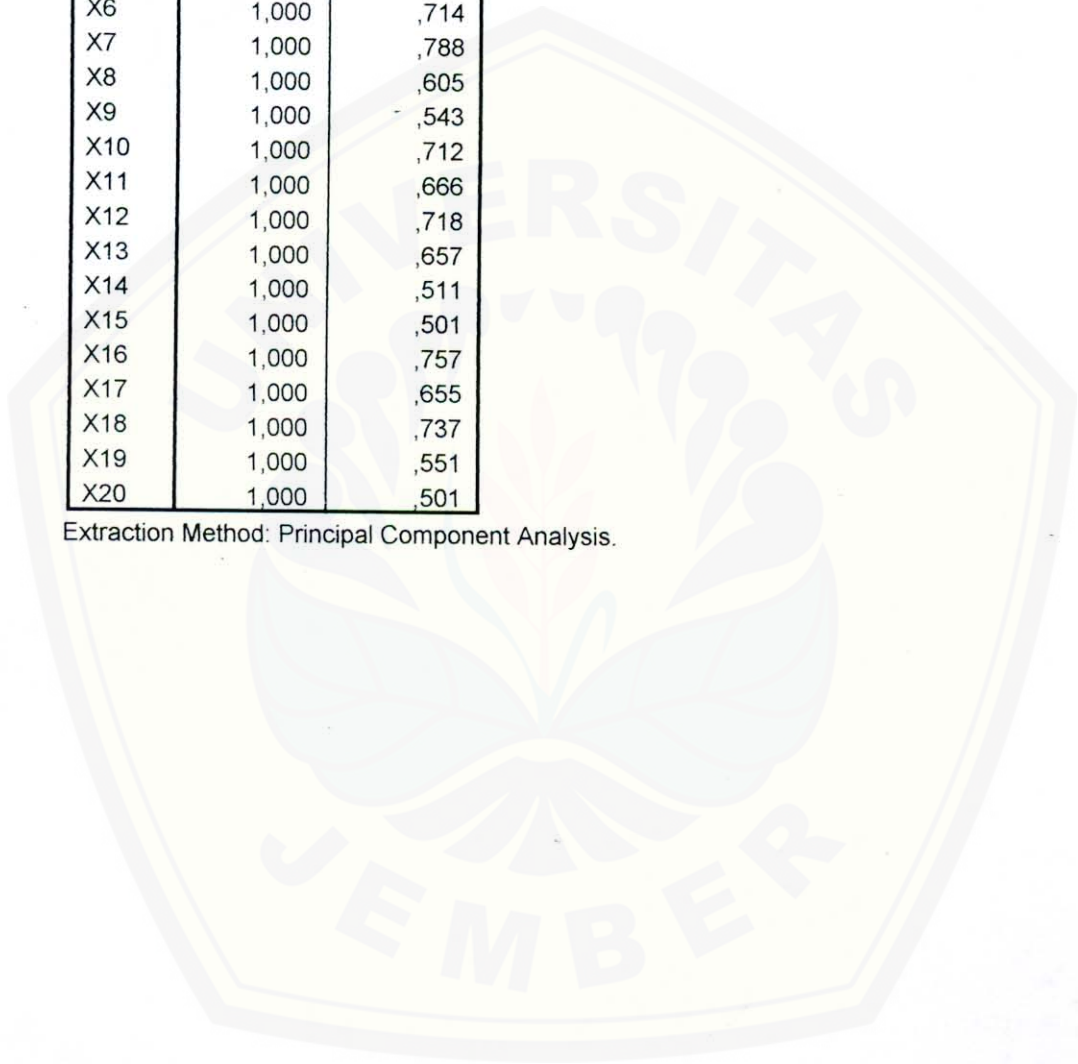 X6 1,000 ,714
X7 1,000 ,788
X8 1,000 ,605
X9 1,000 ,543
X10 1,000 ,712
X11 1,000 ,666
X12 1,000 ,718
X13 1,000 ,657
X14 1,000 ,511
X15 1,000 ,501
X16 1,000 ,757
X17 1,000 ,655
X18 1,000 ,737
X19 1,000 ,551
X20 1,000 ,501
Extraction Method: Principal Component Analysis.
UNIVERSITAS
JEMBER